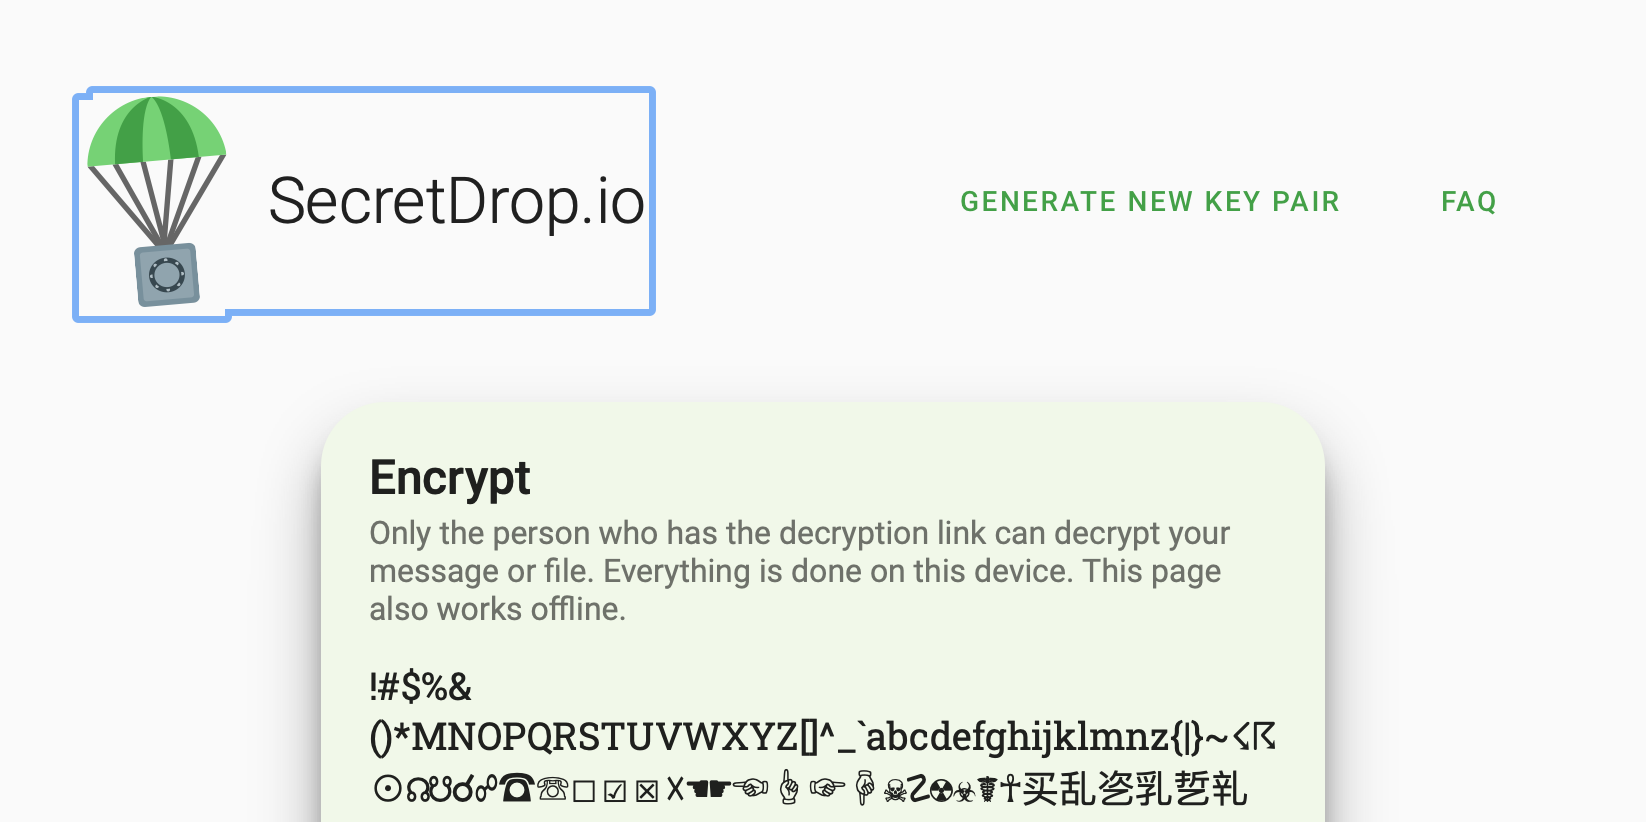 SecretDrop.io
GENERATE NEW KEY PAIR
FAQ
Encrypt
Only the person who has the decryption link can decrypt your
message or file. Everything is done on this device. This page
also works offline.
!#$%&
()*MNOPQRSTUVWXYZ[]^_`abcdefghijklmnz{|}~☇☈
☉☊☋☌☍☎☏☐☑☒☓☚☛☜☝☞☟☠☡☢☣☤☥买乱乲乳乴乵